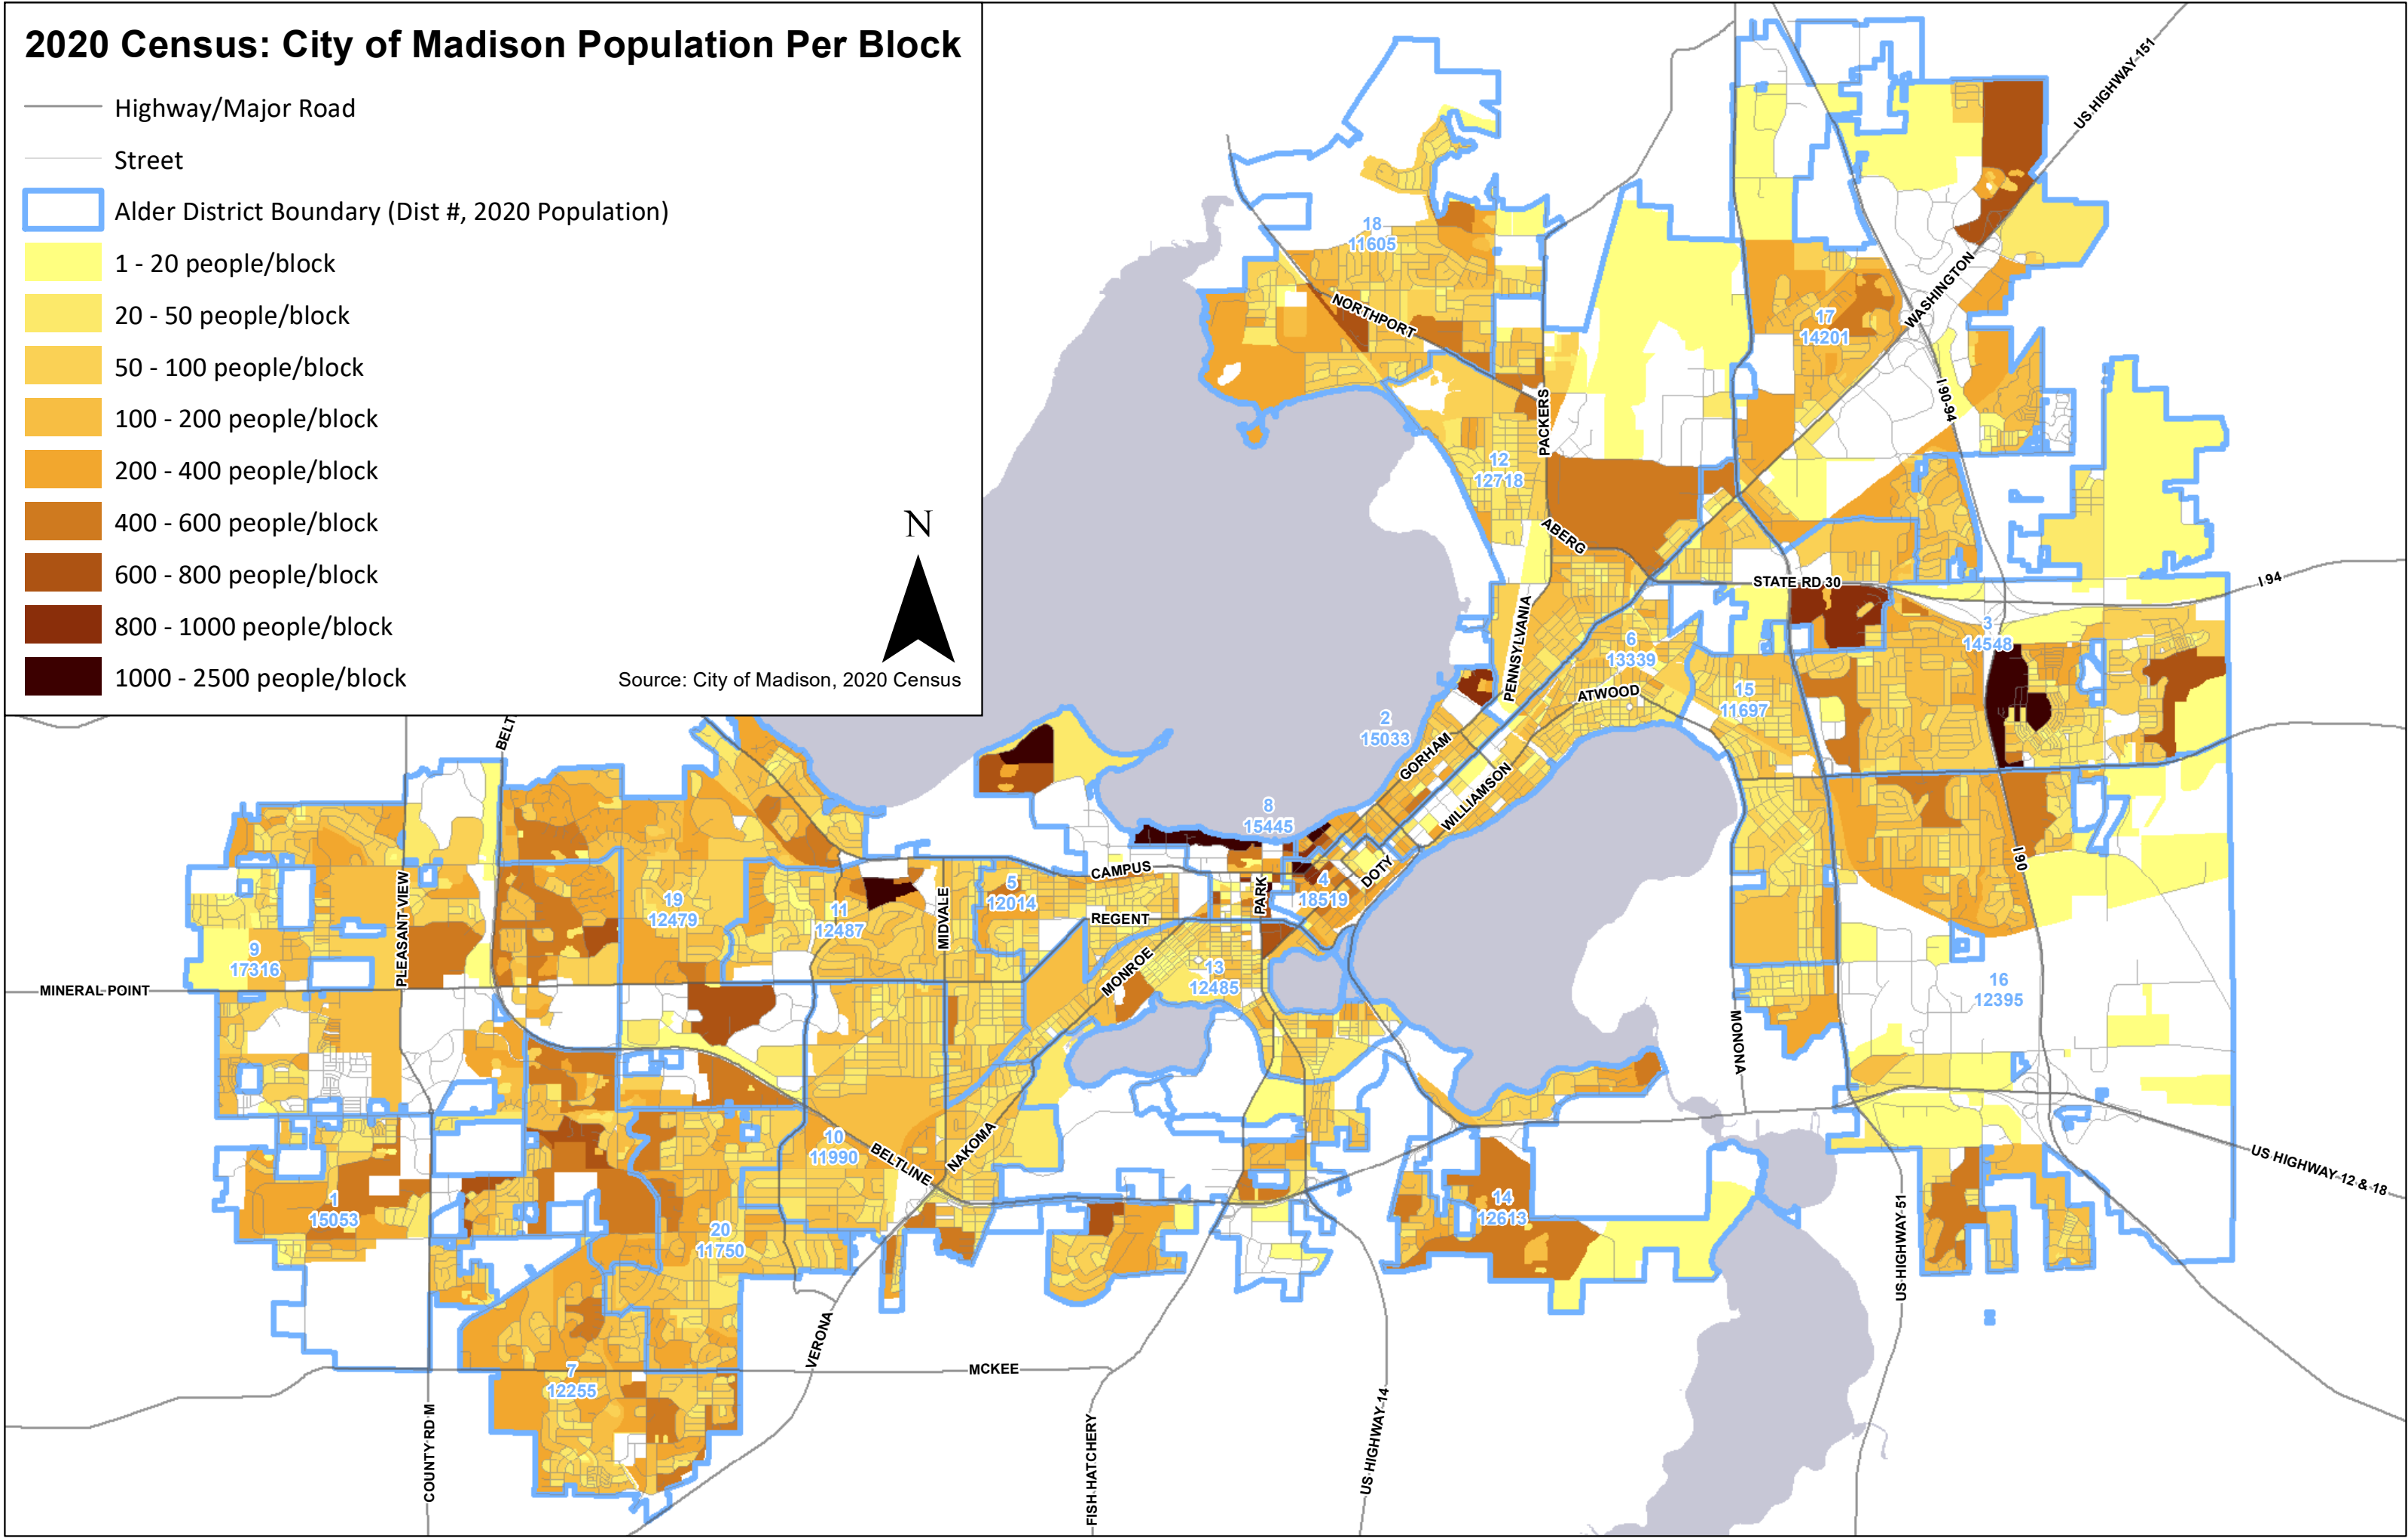 2020 Census: City of Madison Population Per Block
Highway/Major Road
Street
Alder District Boundary (Dist #, 2020 Population)
1 - 20 people/block
20 - 50 people/block
50 - 100 people/block
100 - 200 people/block
200 - 400 people/block
400 - 600 people/block
600 - 800 people/block
800 - 1000 people/block
1000 - 2500 people/block
N
Source: City of Madison, 2020 Census
US HIGHWAY 151
18
11605
NORTHPORT
WASHINGTON
17
14201
PACKERS
I 90-94
12
12718
ABERG
STATE RD 30
I 94
PENNSYLVANIA
6
13339
3
14548
ATWOOD
15
11697
2
15033
BELT
GORHAM
WILLIAMSON
8
15445
CAMPUS
DOTY
I 90
PLEASANT VIEW
19
12479
11
12487
MIDVALE
5
12014
PARK
4
18519
REGENT
9
17316
MONROE
13
12485
MINERAL POINT
16
12395
MONONA
10
11990
BELTLINE
NAKOMA
US HIGHWAY 12 & 18
1
15053
20
11750
14
12613
US HIGHWAY 51
VERONA
7
12255
MCKEE
COUNTY RD M
FISH HATCHERY
US HIGHWAY 14